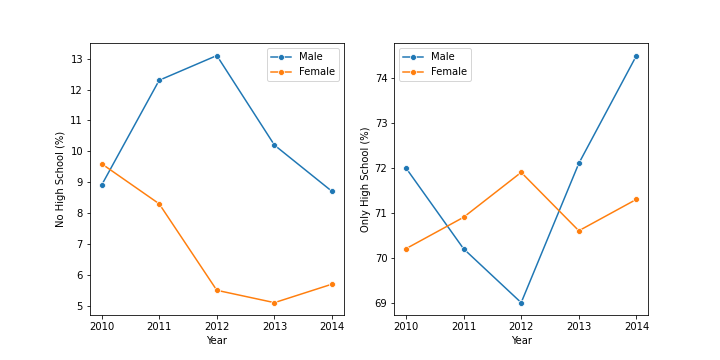 Male
Female
13
12
11
10
9
8
7
6
5
No High School (%)
2010 2011 2012 2013 2014
Year
Male
Female
74
73
72
71
70
69
Only High School (%)
2010 2011 2012 2013 2014
Year